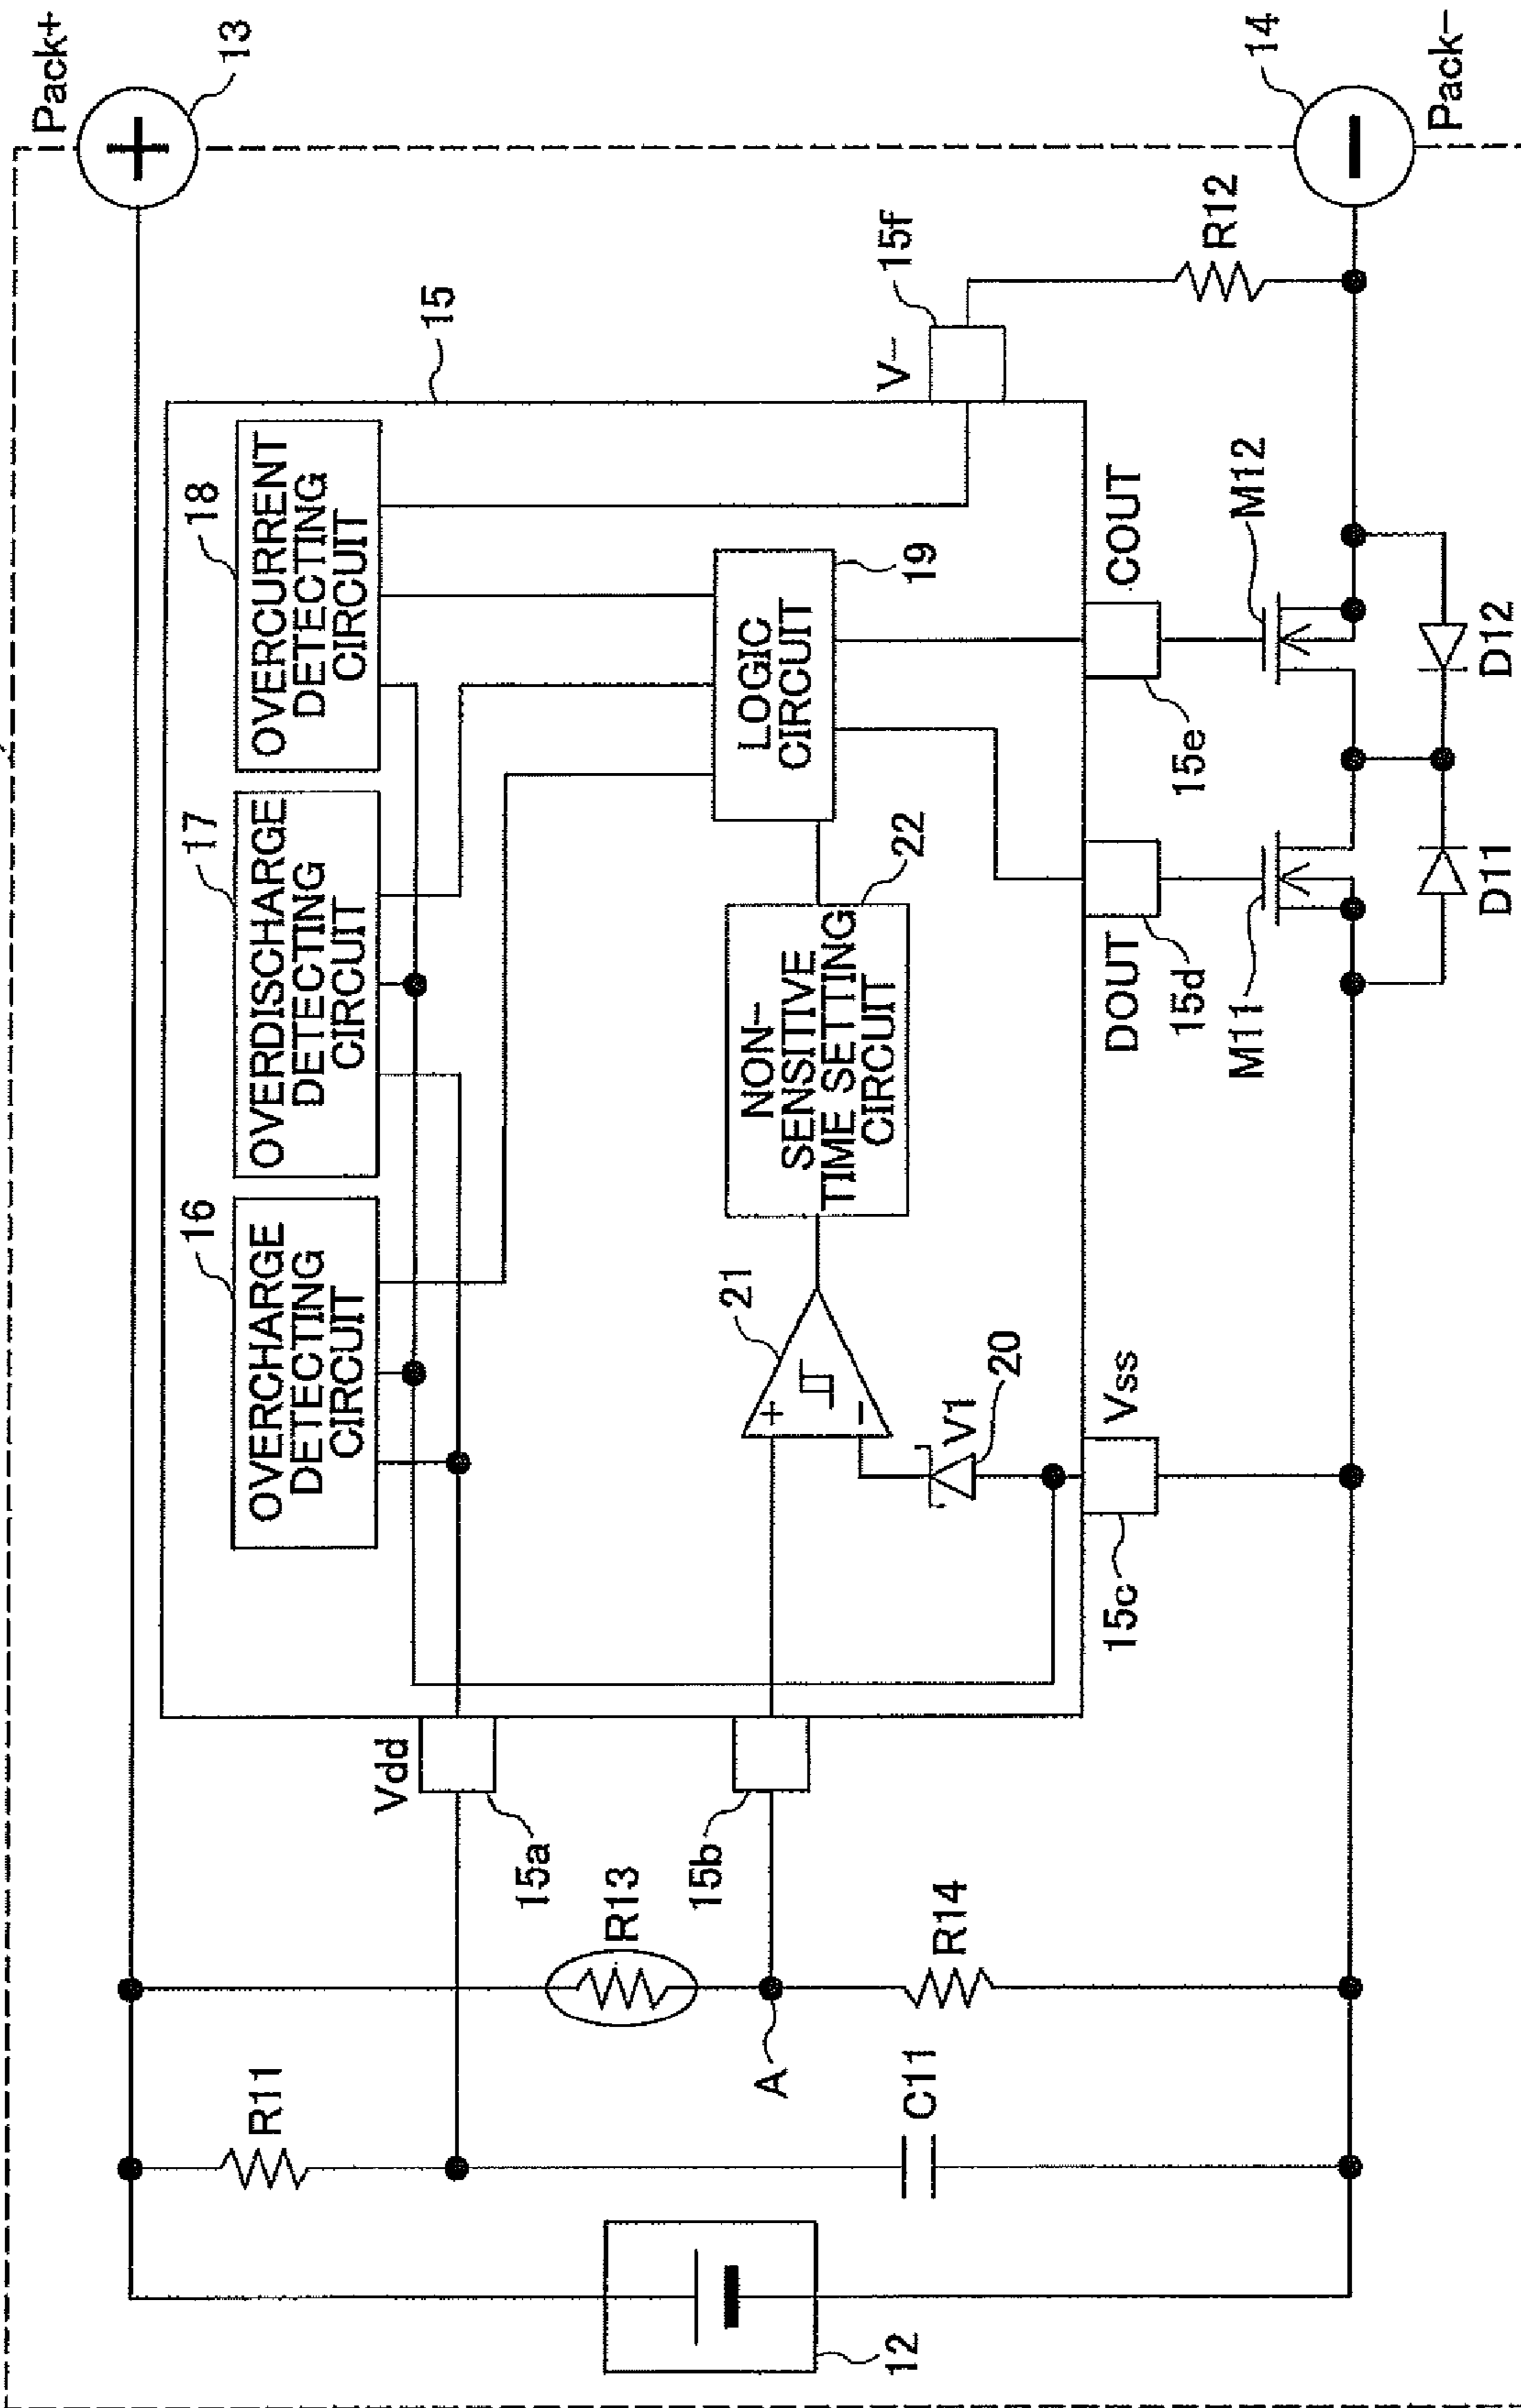 Pack+
13
15
18
OVERCURRENT
DETECTING
CIRCUIT
17
OVERDISCHARGE
DETECTING
CIRCUIT
16
OVERCHARGE
DETECTING
CIRCUIT
R11
Vdd
15a
R13
15b
A
R14
C11
12
21
+
−
V1
20
NON-
SENSITIVE
TIME SETTING
CIRCUIT
22
LOGIC
CIRCUIT
19
V−
15f
R12
14
Pack−
Vss
15c
DOUT
15d
COUT
15e
M11
M12
D11
D12